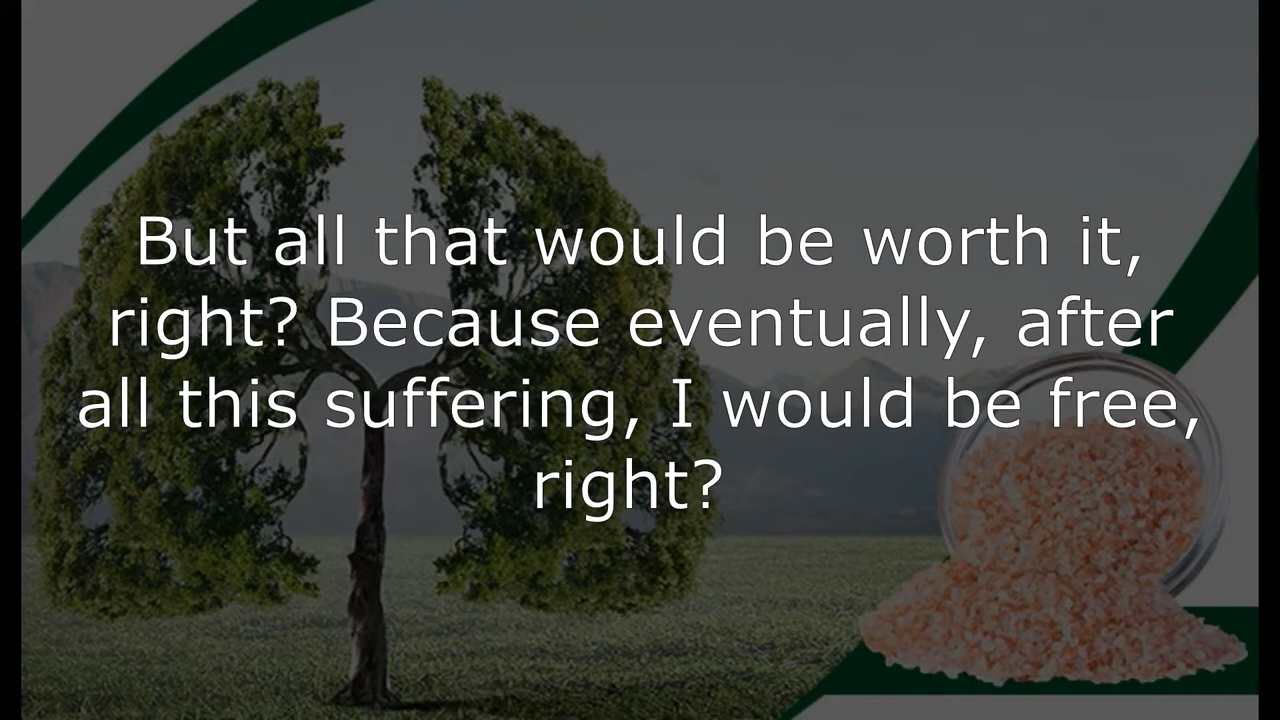 But all that would be worth it,
right? Because eventually, after
all this suffering, I would be free,
right?